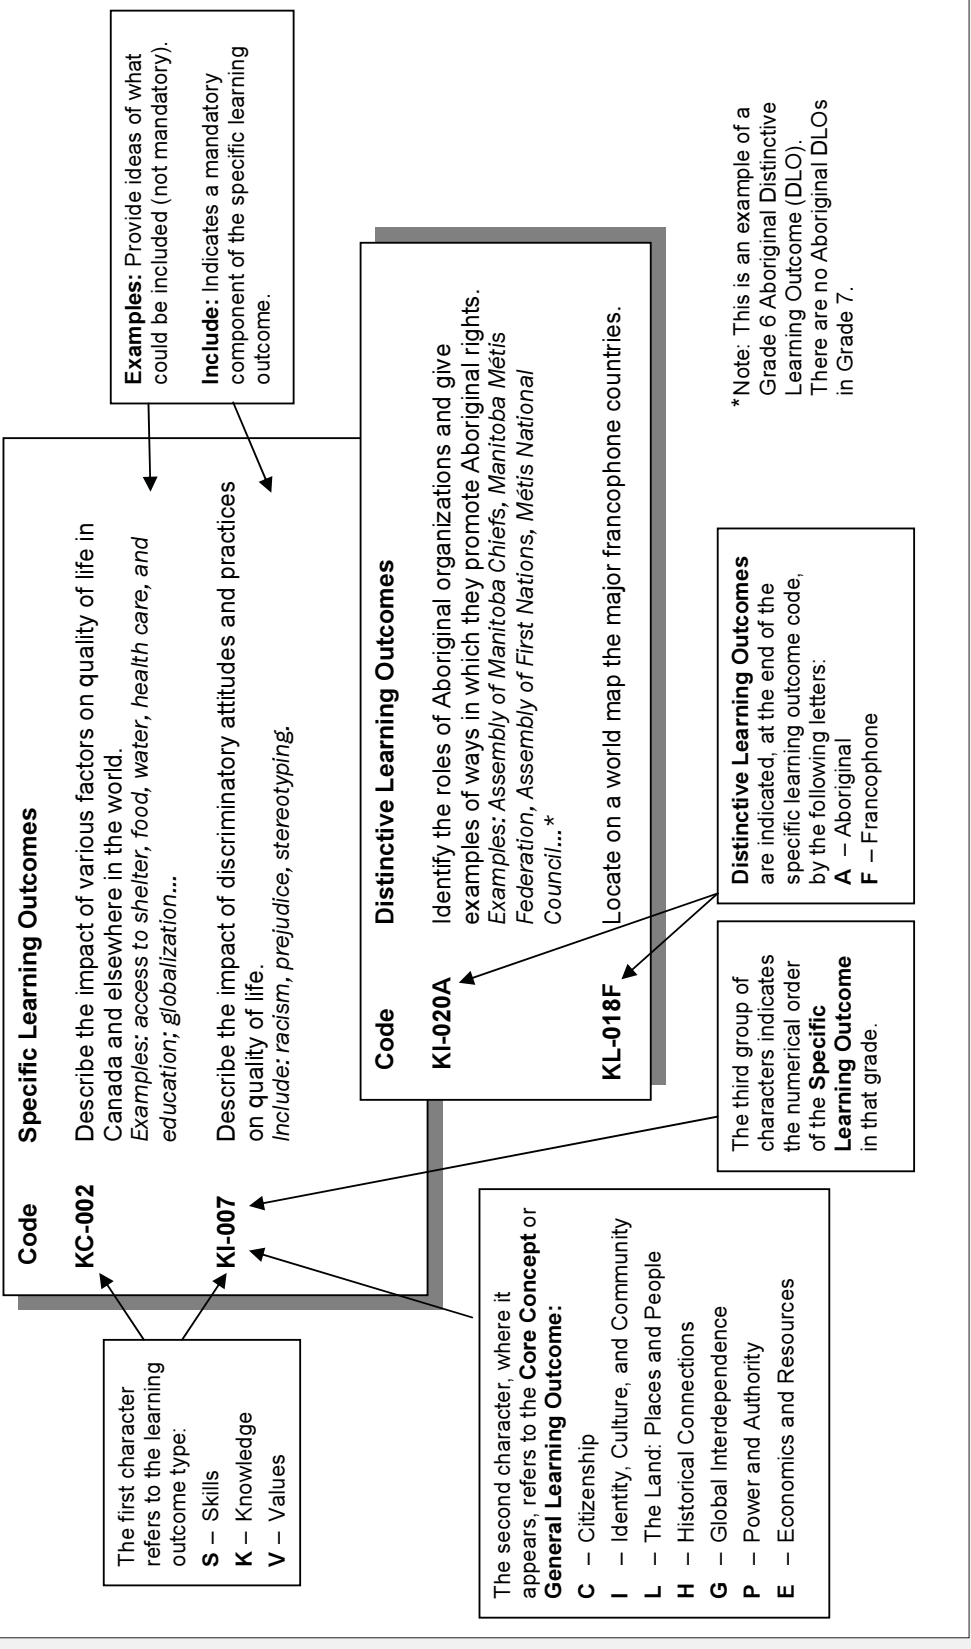 Code Specific Learning Outcomes
KC-002 Describe the impact of various factors on quality of life in
Canada and elsewhere in the world.
Examples: access to shelter, food, water, health care, and
education; globalization...
KI-007 Describe the impact of discriminatory attitudes and practices
on quality of life.
Include: racism, prejudice, stereotyping.
Examples: Provide ideas of what
could be included (not mandatory).
Include: Indicates a mandatory
component of the specific learning
outcome.
The first character
refers to the learning
outcome type:
S – Skills
K – Knowledge
V – Values
Code Distinctive Learning Outcomes
KI-020A Identify the roles of Aboriginal organizations and give
examples of ways in which they promote Aboriginal rights.
Examples: Assembly of Manitoba Chiefs, Manitoba Métis
Federation, Assembly of First Nations, Métis National
Council...*
KL-018F Locate on a world map the major francophone countries.
The second character, where it
appears, refers to the Core Concept or
General Learning Outcome:
C – Citizenship
I – Identity, Culture, and Community
L – The Land: Places and People
H – Historical Connections
G – Global Interdependence
P – Power and Authority
E – Economics and Resources
The third group of
characters indicates
the numerical order
of the Specific
Learning Outcome
in that grade.
Distinctive Learning Outcomes
are indicated, at the end of the
specific learning outcome code,
by the following letters:
A – Aboriginal
F – Francophone
*Note: This is an example of a
Grade 6 Aboriginal Distinctive
Learning Outcome (DLO).
There are no Aboriginal DLOs
in Grade 7.